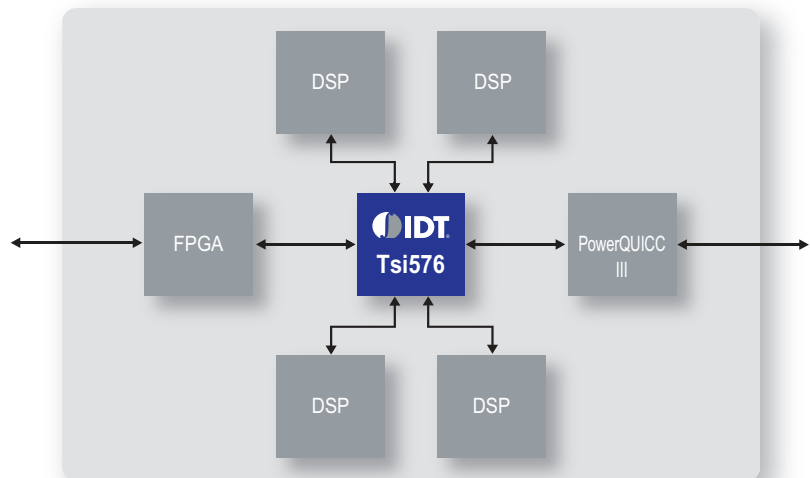 DSP
DSP
FPGA
IDT
Tsi576
PowerQUICC
III
DSP
DSP